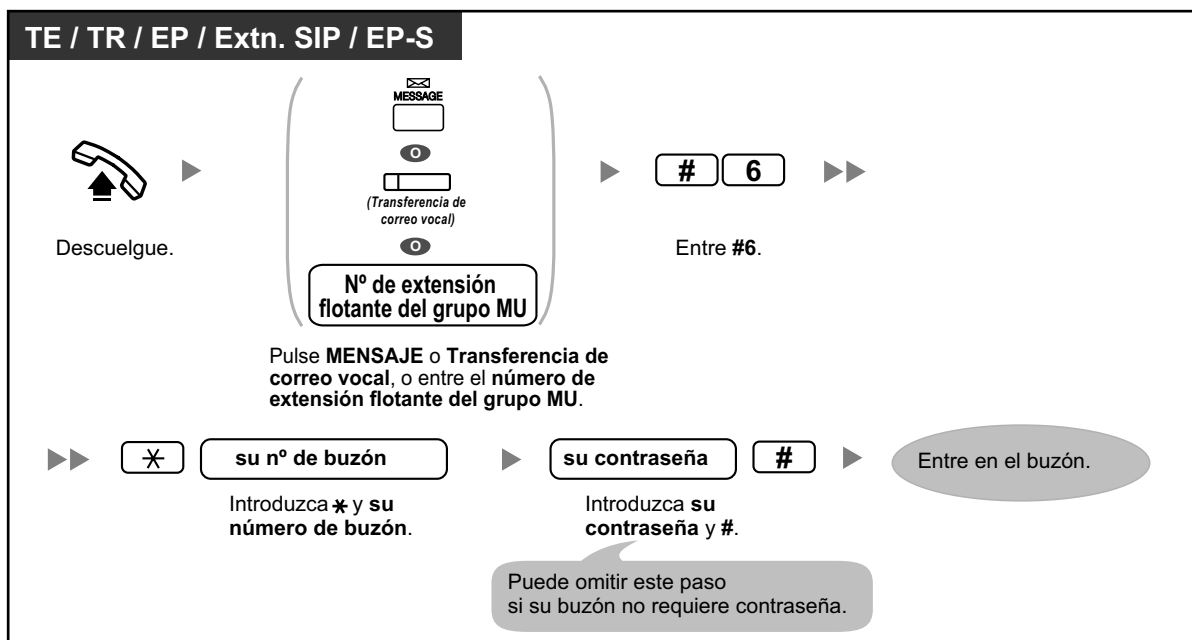 TE / TR / EP / Extn. SIP / EP-S
MESSAGE
O
(Transferencia de
correo vocal)
O
Nº de extensión
flotante del grupo MU
# 6
Descuelgue.
Entre #6.
Pulse MENSAJE o Transferencia de
correo vocal, o entre el número de
extensión flotante del grupo MU.
* su nº de buzón
su contraseña #
Entre en el buzón.
Introduzca * y su
número de buzón.
Introduzca su
contraseña y #.
Puede omitir este paso
si su buzón no requiere contraseña.